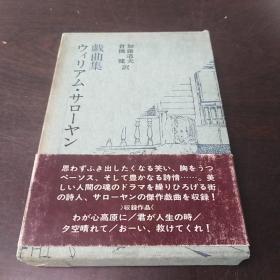 戯曲集
ウィリアム・サローヤン
加藤道夫
倉橋健 訳
思わずふき出したくなる笑い、胸をうつ
ペーソス、そして豊かなる詩情……。美
しい人間の魂のドラマを繰りひろげる街
の詩人、サローヤンの傑作戯曲を収録！
〉収録作品〈
わが心高原に／君が人生の時／
夕空晴れて／おーい、救けてくれ！